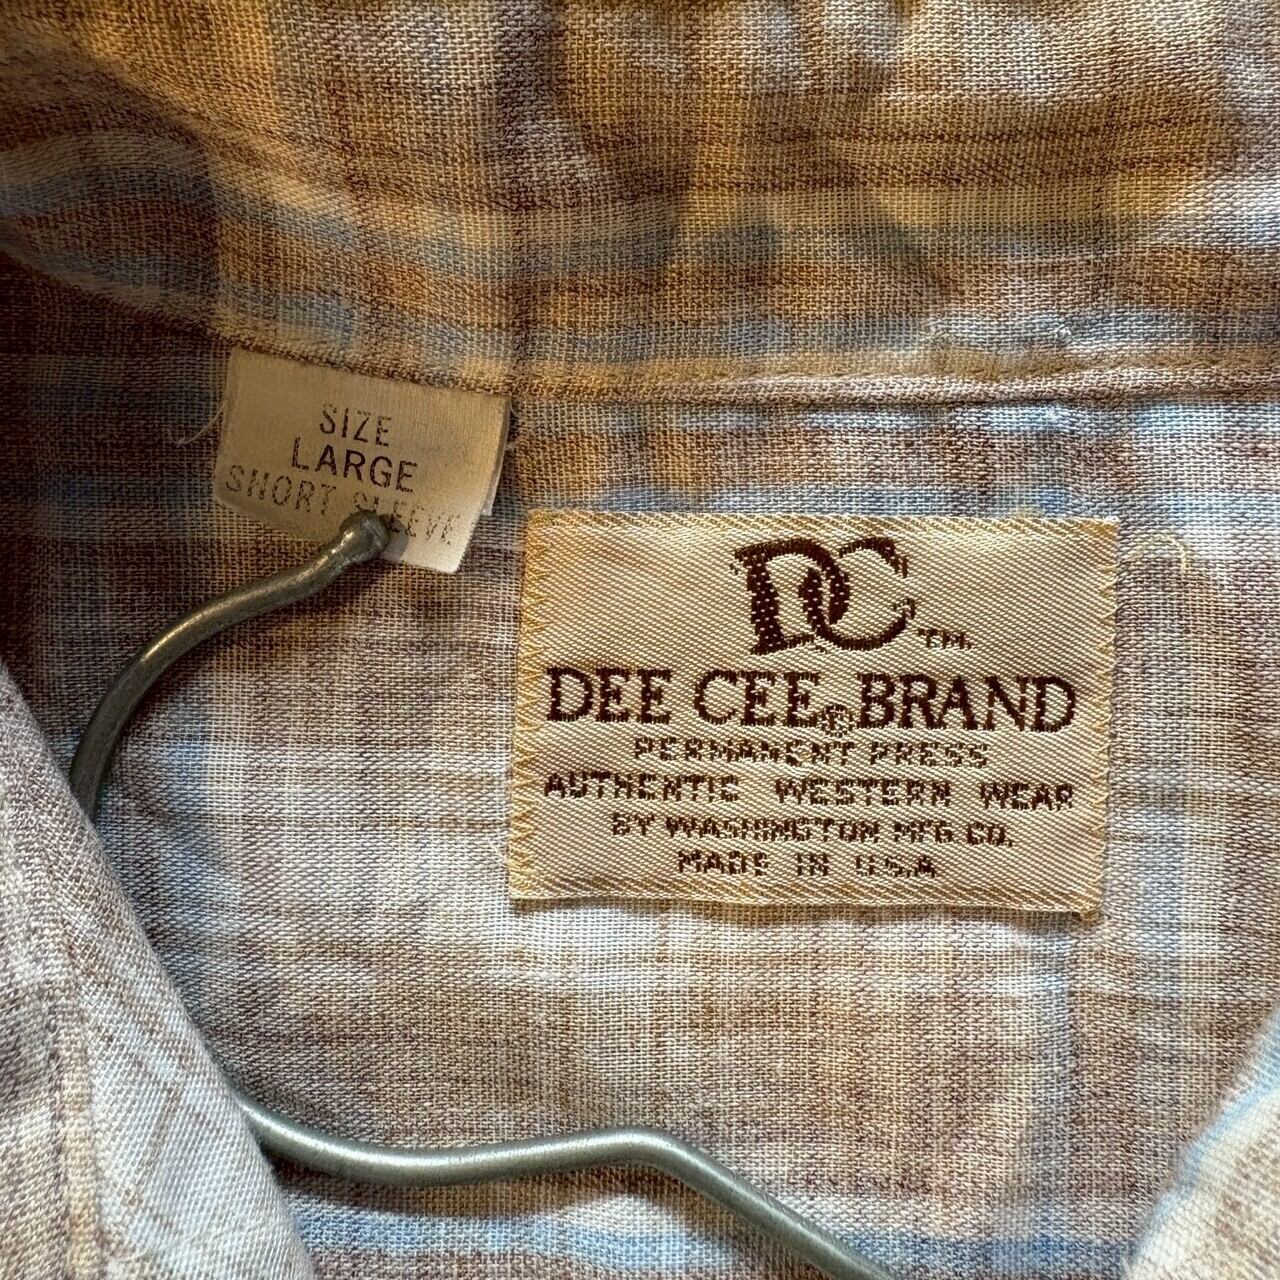 SIZE
LARGE
SHORT SLEEVE
DC TM.
DEE CEE® BRAND
PERMANENT PRESS
AUTHENTIC WESTERN WEAR
BY WASHINGTON MFG. CO.
MADE IN U.S.A